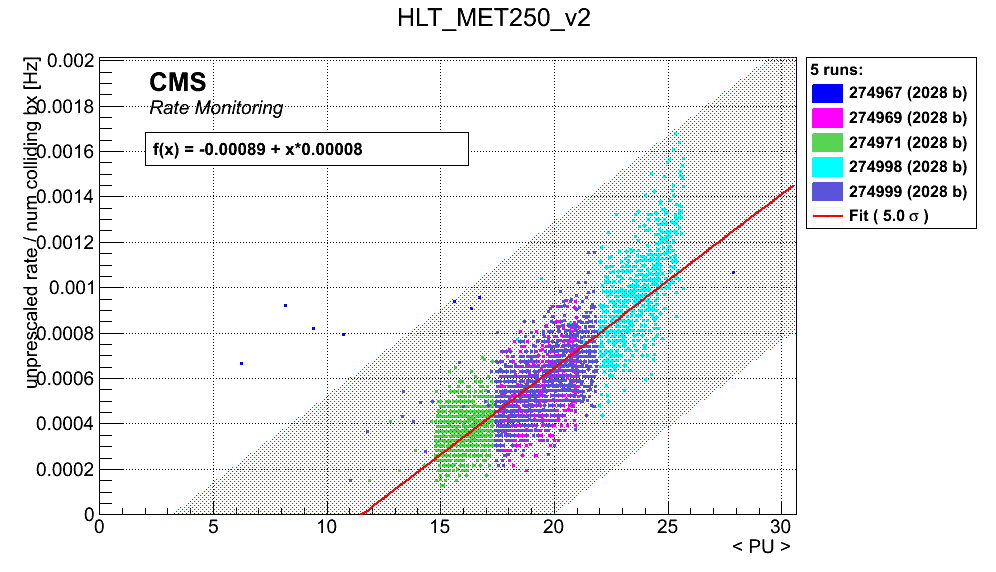 HLT_MET250_v2
unprescaled rate / num colliding bx [Hz]
0.002
0.0018
0.0016
0.0014
0.0012
0.001
0.0008
0.0006
0.0004
0.0002
0
CMS
Rate Monitoring
f(x) = -0.00089 + x*0.00008
5 runs:
274967 (2028 b)
274969 (2028 b)
274971 (2028 b)
274998 (2028 b)
274999 (2028 b)
Fit ( 5.0 σ )
0 5 10 15 20 25 30
< PU >